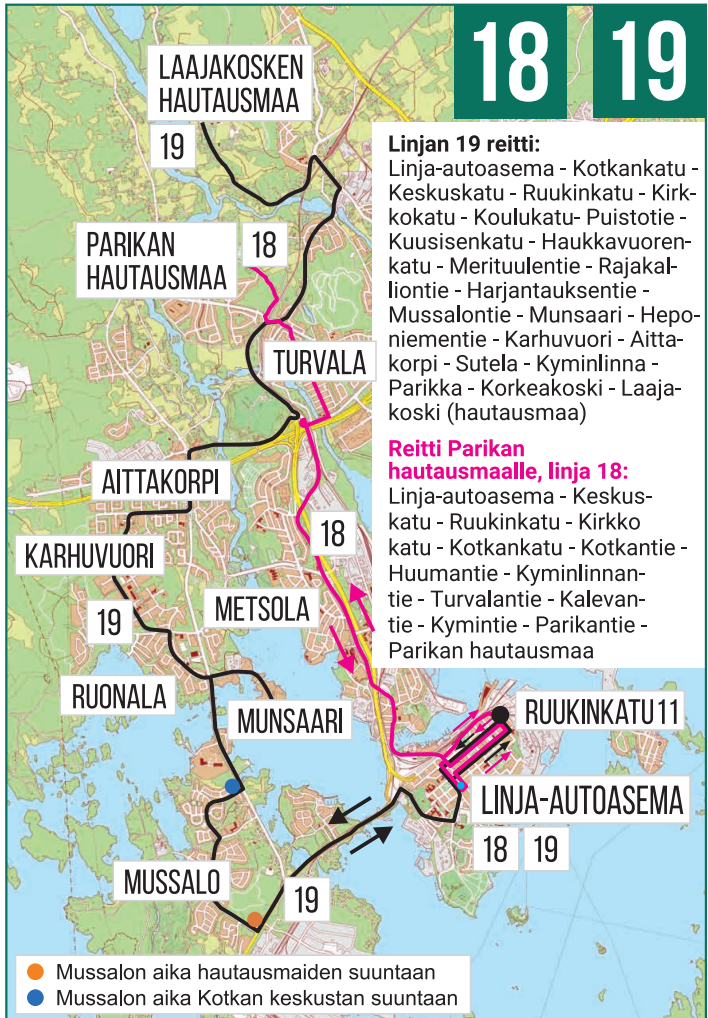 18 19
LAAJAKOSKEN
HAUTAUSMAA
19
Linjan 19 reitti:
Linja-autoasema - Kotkankatu -
Keskuskatu - Ruukinkatu - Kirk-
kokatu - Koulukatu- Puistotie -
Kuusisenkatu - Haukkavuoren-
katu - Merituulentie - Rajakal-
liontie - Harjantauksentie -
Mussalontie - Munsaari - Hepo-
niementie - Karhuvuori - Aitta-
korpi - Sutela - Kyminlinna -
Parikka - Korkeakoski - Laaja-
koski (hautausmaa)
Reitti Parikan
hautausmaalle, linja 18:
Linja-autoasema - Keskus-
katu - Ruukinkatu - Kirkko
katu - Kotkankatu - Kotkantie -
Huumantie - Kyminlinnan-
tie - Turvalantie - Kalevan-
tie - Kymintie - Parikantie -
Parikan hautausmaa
PARIKAN
HAUTAUSMAA
18
TURVALA
AITTAKORPI
18
KARHUVUORI
METSOLA
19
RUONALA
MUNSAARI
RUUKINKATU 11
LINJA-AUTOASEMA
18 19
MUSSALO
19
Mussalon aika hautausmaiden suuntaan
Mussalon aika Kotkan keskustan suuntaan